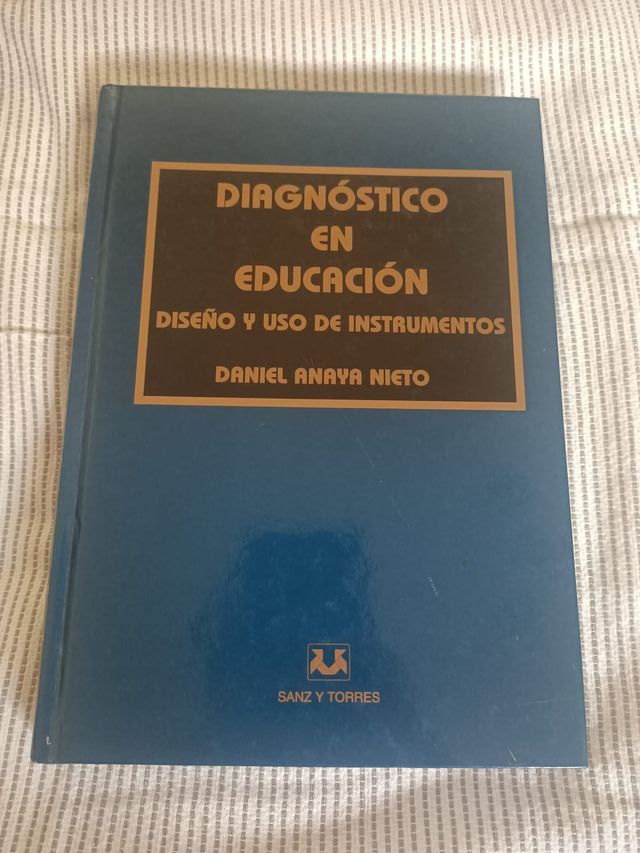 DIAGNÓSTICO
EN
EDUCACIÓN
DISEÑO Y USO DE INSTRUMENTOS
DANIEL ANAYA NIETO
SANZ Y TORRES